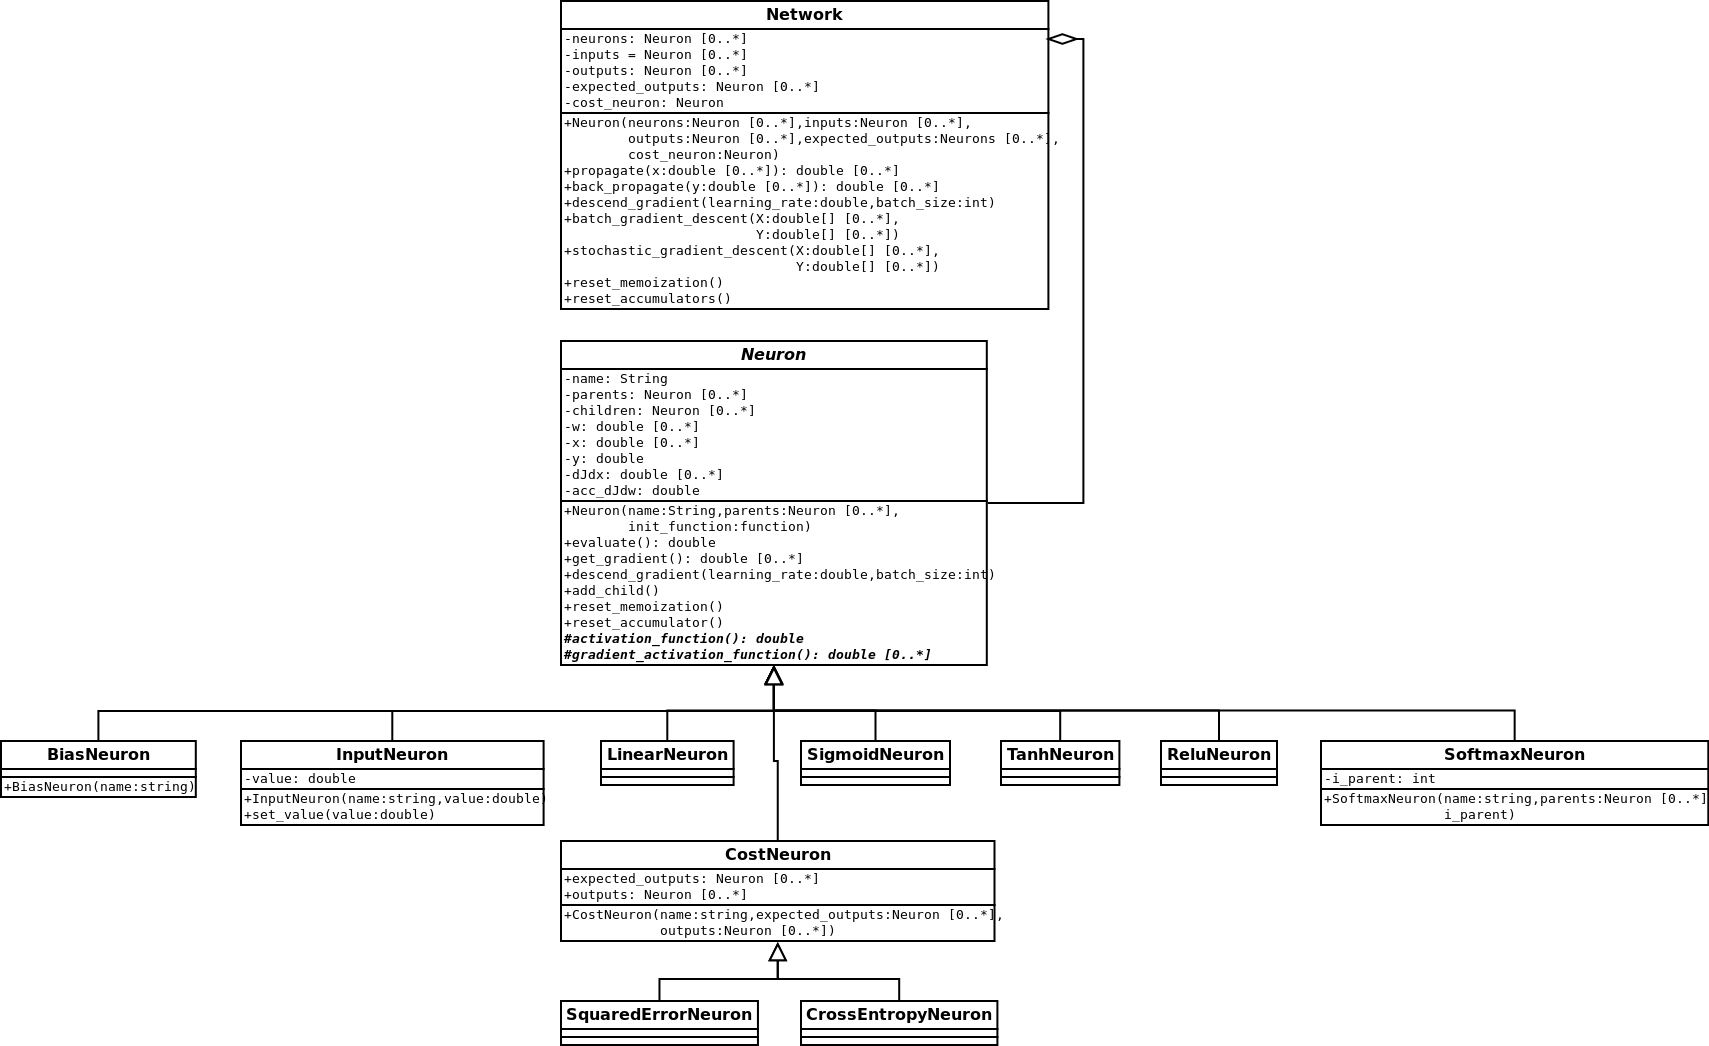 Network
-neurons: Neuron [0..*]
-inputs = Neuron [0..*]
-outputs: Neuron [0..*]
-expected_outputs: Neuron [0..*]
-cost_neuron: Neuron
+Neuron(neurons:Neuron [0..*],inputs:Neuron [0..*],
outputs:Neuron [0..*],expected_outputs:Neurons [0..*],
cost_neuron:Neuron)
+propagate(x:double [0..*]): double [0..*]
+back_propagate(y:double [0..*]): double [0..*]
+descend_gradient(learning_rate:double,batch_size:int)
+batch_gradient_descent(X:double[] [0..*],
Y:double[] [0..*])
+stochastic_gradient_descent(X:double[] [0..*],
Y:double[] [0..*])
+reset_memoization()
+reset_accumulators()
Neuron
-name: String
-parents: Neuron [0..*]
-children: Neuron [0..*]
-w: double [0..*]
-x: double [0..*]
-y: double
-dJdx: double [0..*]
-acc_dJdw: double
+Neuron(name:String,parents:Neuron [0..*],
init_function:function)
+evaluate(): double
+get_gradient(): double [0..*]
+descend_gradient(learning_rate:double,batch_size:int)
+add_child()
+reset_memoization()
+reset_accumulator()
#activation_function(): double
#gradient_activation_function(): double [0..*]
BiasNeuron
+BiasNeuron(name:string)
InputNeuron
-value: double
+InputNeuron(name:string,value:double)
+set_value(value:double)
LinearNeuron
SigmoidNeuron
TanhNeuron
ReluNeuron
SoftmaxNeuron
-i_parent: int
+SoftmaxNeuron(name:string,parents:Neuron [0..*]
i_parent)
CostNeuron
+expected_outputs: Neuron [0..*]
+outputs: Neuron [0..*]
+CostNeuron(name:string,expected_outputs:Neuron [0..*],
outputs:Neuron [0..*])
SquaredErrorNeuron
CrossEntropyNeuron